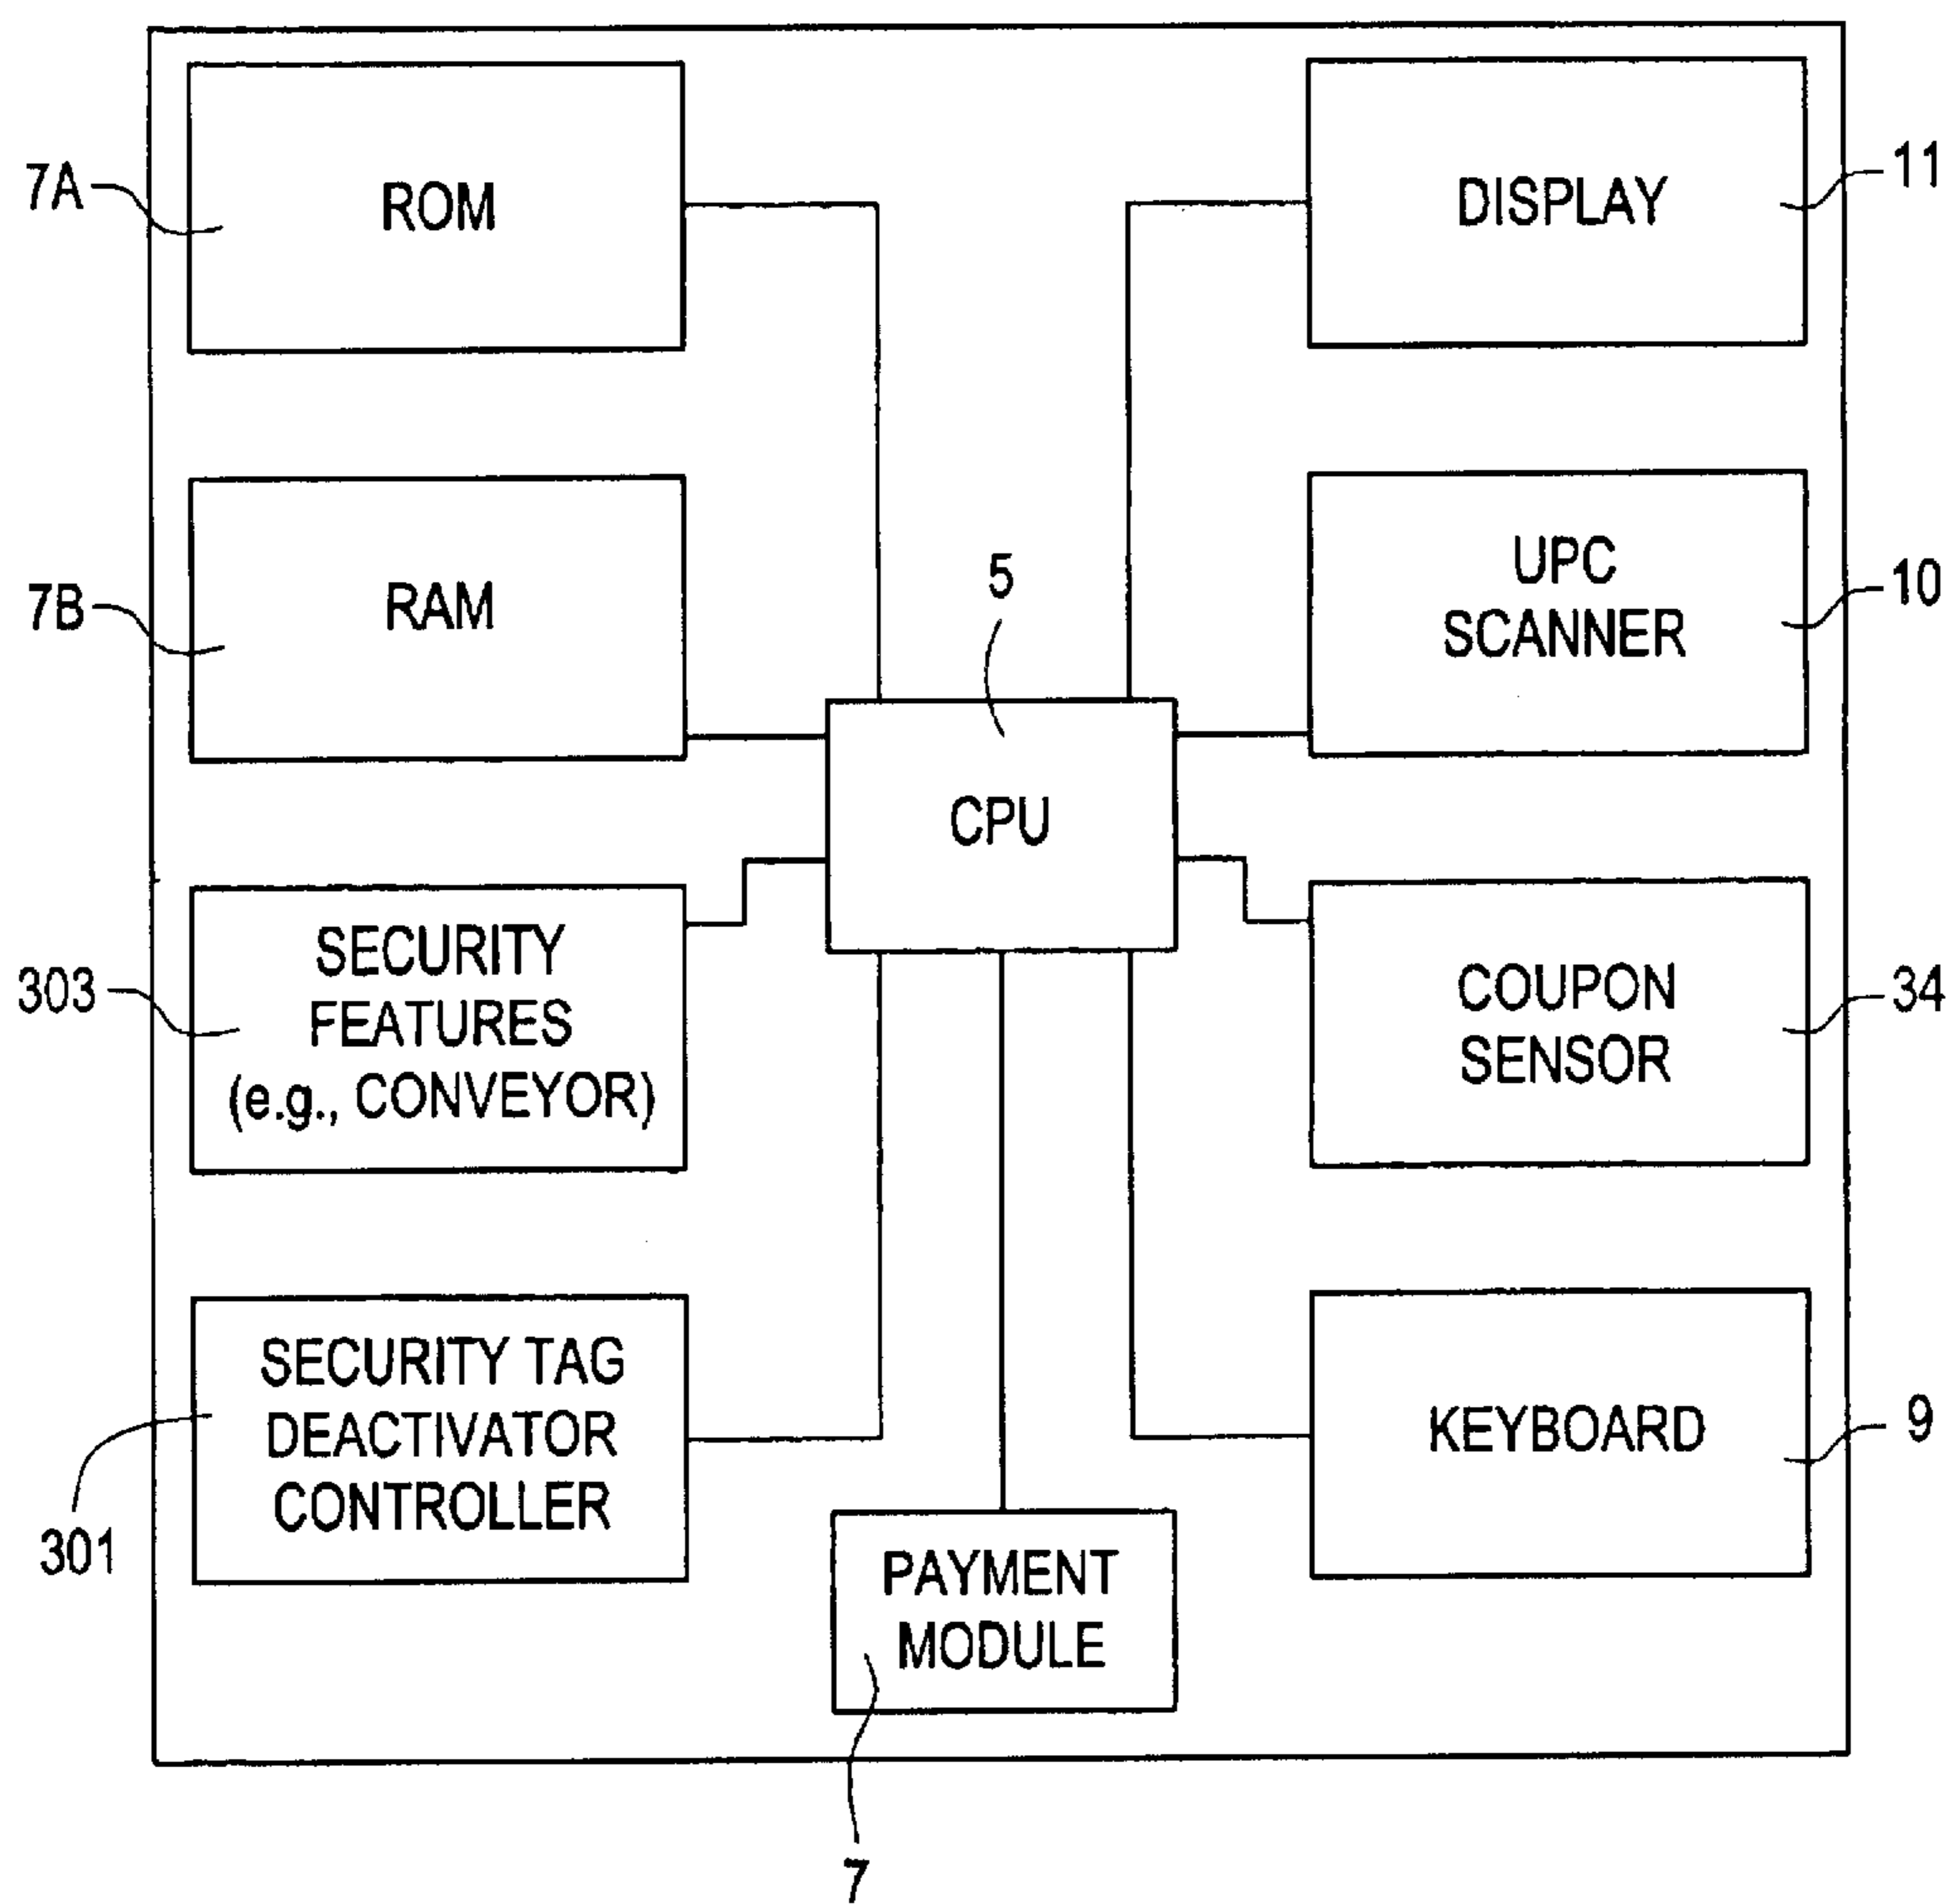 7A
ROM
DISPLAY
11
7B
RAM
5
UPC
SCANNER
10
CPU
303
SECURITY
FEATURES
(e.g., CONVEYOR)
COUPON
SENSOR
34
301
SECURITY TAG
DEACTIVATOR
CONTROLLER
KEYBOARD
9
PAYMENT
MODULE
7